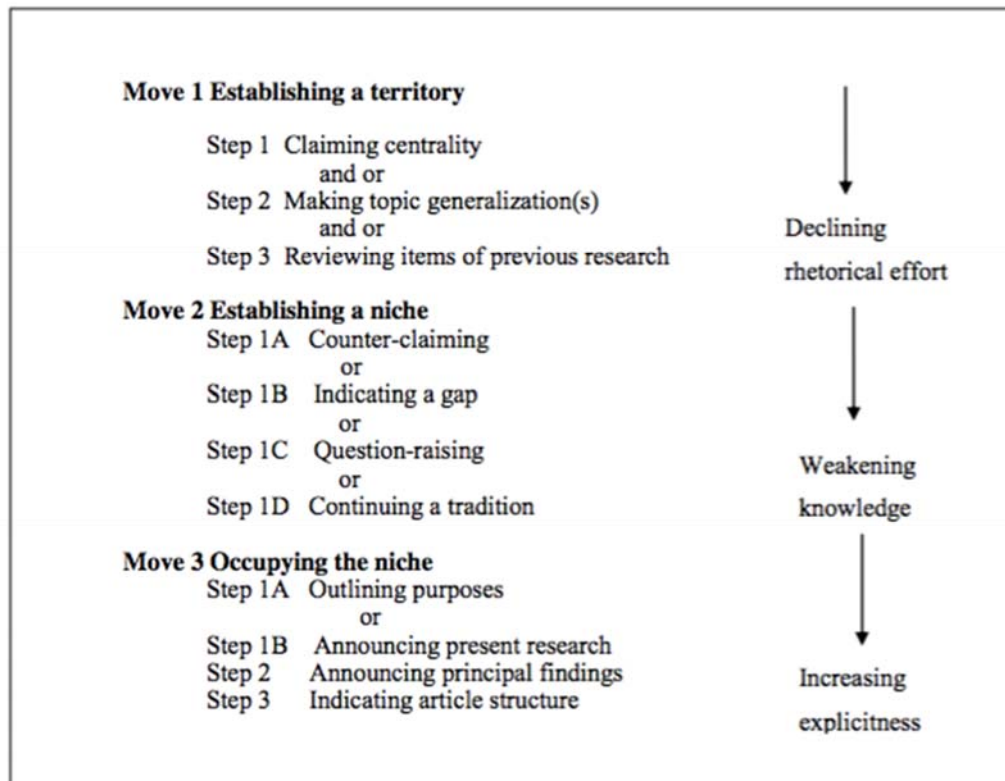 Move 1 Establishing a territory
Step 1 Claiming centrality
and or
Step 2 Making topic generalization(s)
and or
Step 3 Reviewing items of previous research
Declining
rhetorical effort
Move 2 Establishing a niche
Step 1A Counter-claiming
or
Step 1B Indicating a gap
or
Step 1C Question-raising
or
Step 1D Continuing a tradition
Weakening
knowledge
Move 3 Occupying the niche
Step 1A Outlining purposes
or
Step 1B Announcing present research
Step 2 Announcing principal findings
Step 3 Indicating article structure
Increasing
explicitness